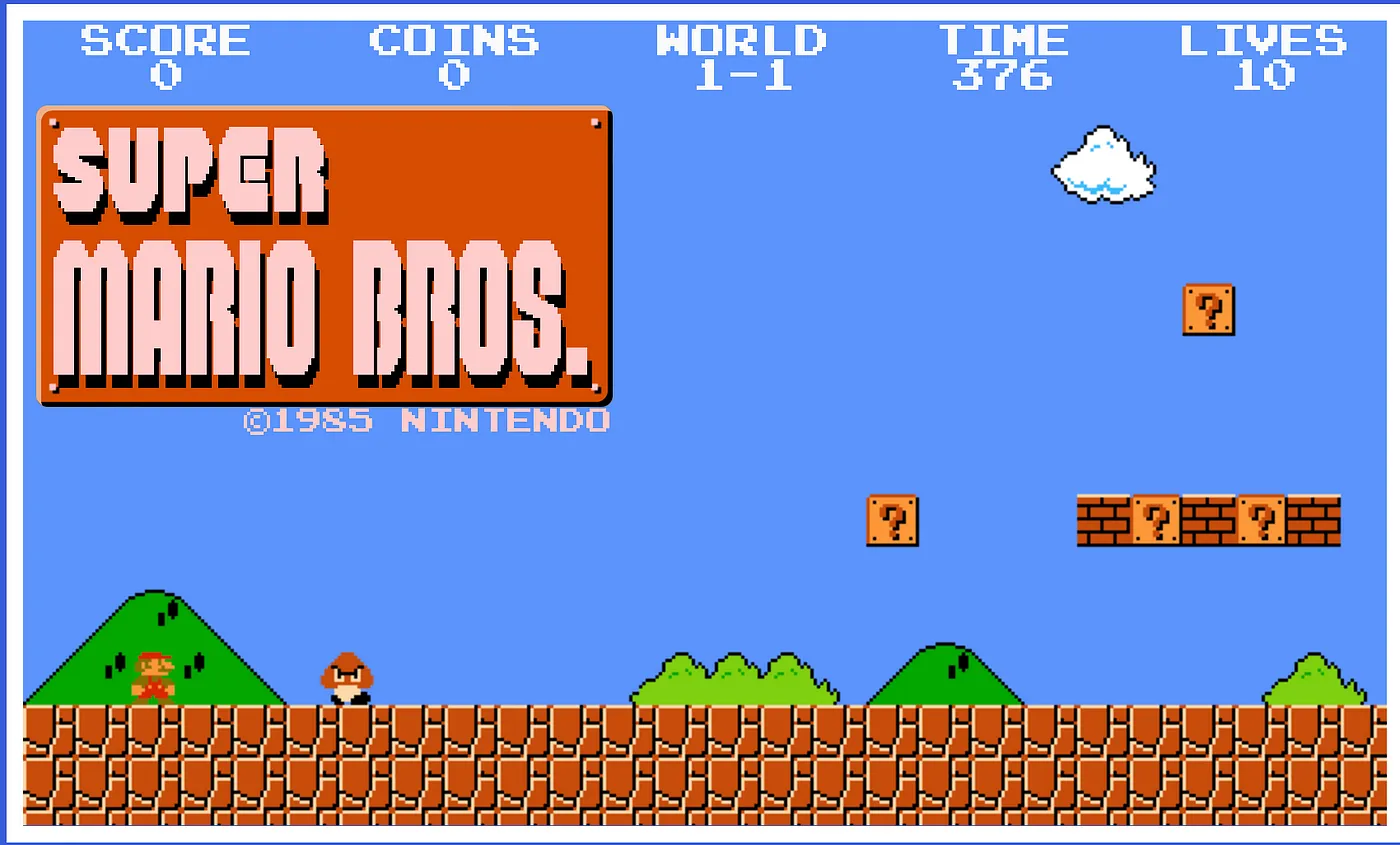 SCORE COINS WORLD TIME LIVES
0 0 1-1 376 10
SUPER
MARIO BROS.
©1985 NINTENDO
?
? ? ?